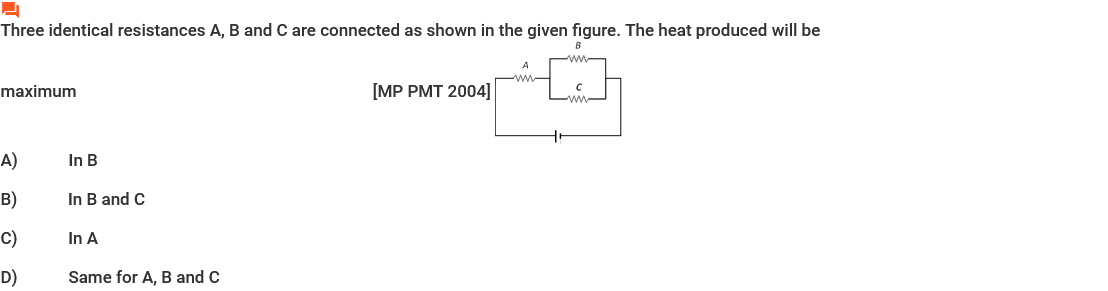 Three identical resistances A, B and C are connected as shown in the given figure. The heat produced will be
maximum [MP PMT 2004]
A
B
C
A) In B
B) In B and C
C) In A
D) Same for A, B and C